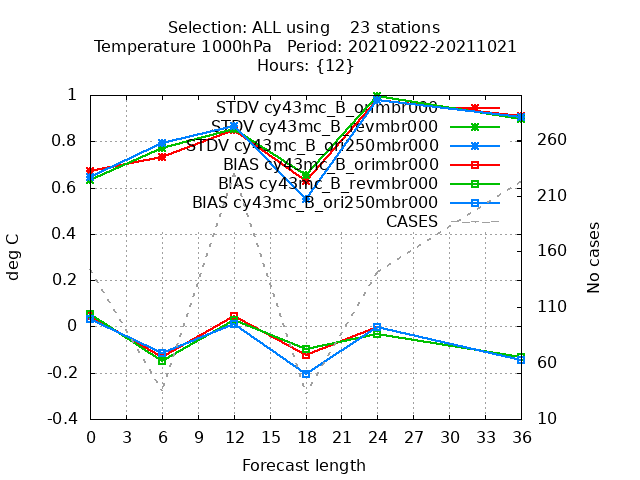 Selection: ALL using    23 stations
Temperature 1000hPa   Period: 20210922-20211021
Hours: {12}
STDV cy43mc_B_orimbr000
STDV cy43mc_B_revmbr000
STDV cy43mc_B_ori250mbr000
BIAS cy43mc_B_orimbr000
BIAS cy43mc_B_revmbr000
BIAS cy43mc_B_ori250mbr000
CASES
1
0.8
0.6
0.4
0.2
0
-0.2
-0.4
deg C
260
210
160
110
60
10
No cases
0 3 6 9 12 15 18 21 24 27 30 33 36
Forecast length